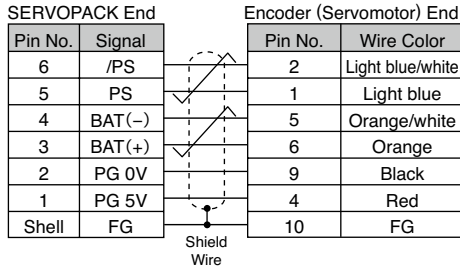 SERVOPACK End Encoder (Servomotor) End
Pin No. Signal Pin No. Wire Color
6 /PS 2 Light blue/white
5 PS 1 Light blue
4 BAT(−) 5 Orange/white
3 BAT(+) 6 Orange
2 PG 0V 9 Black
1 PG 5V 4 Red
Shell FG 10 FG
Shield
Wire